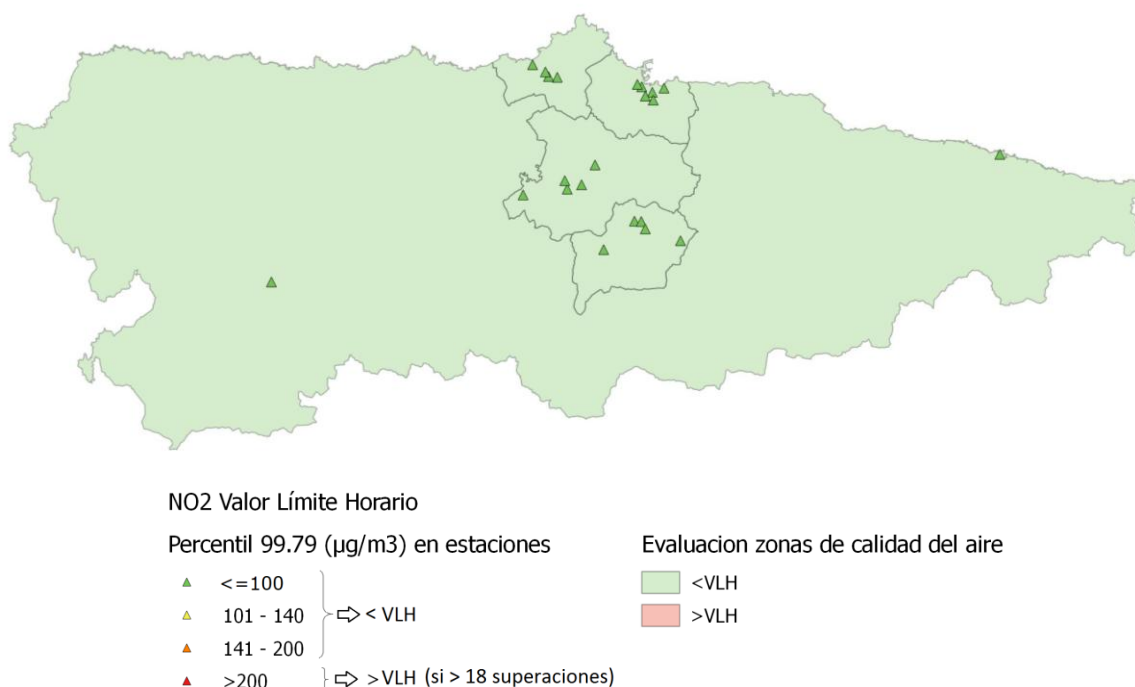 NO2 Valor Límite Horario
Percentil 99.79 (µg/m3) en estaciones
<=100
101 - 140
141 - 200
< VLH
>200
>VLH (si > 18 superaciones)
Evaluacion zonas de calidad del aire
<VLH
>VLH